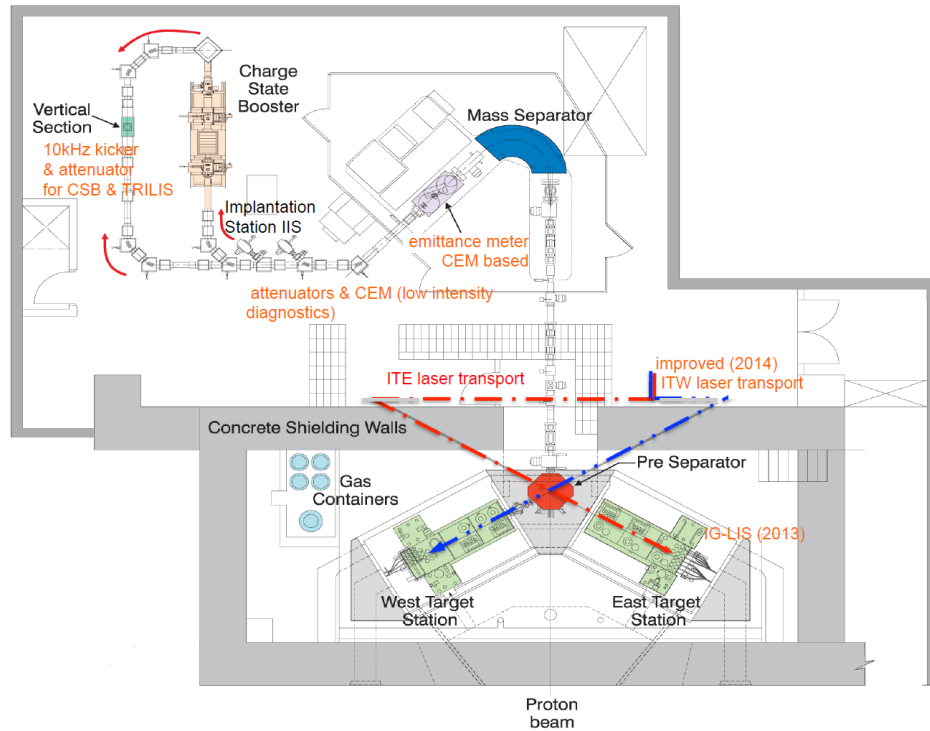 Charge State
Booster
Vertical
Section
10kHz kicker
& attenuator
for CSB & TRILIS
Mass Separator
Implantation
Station IIS
emittance meter
CEM based
attenuators & CEM (low intensity
diagnostics)
improved (2014)
ITW laser transport
ITE laser transport
Concrete Shielding Walls
Pre Separator
Gas
Containers
IG-LIS (2013)
West Target
Station
East Target
Station
Proton
beam